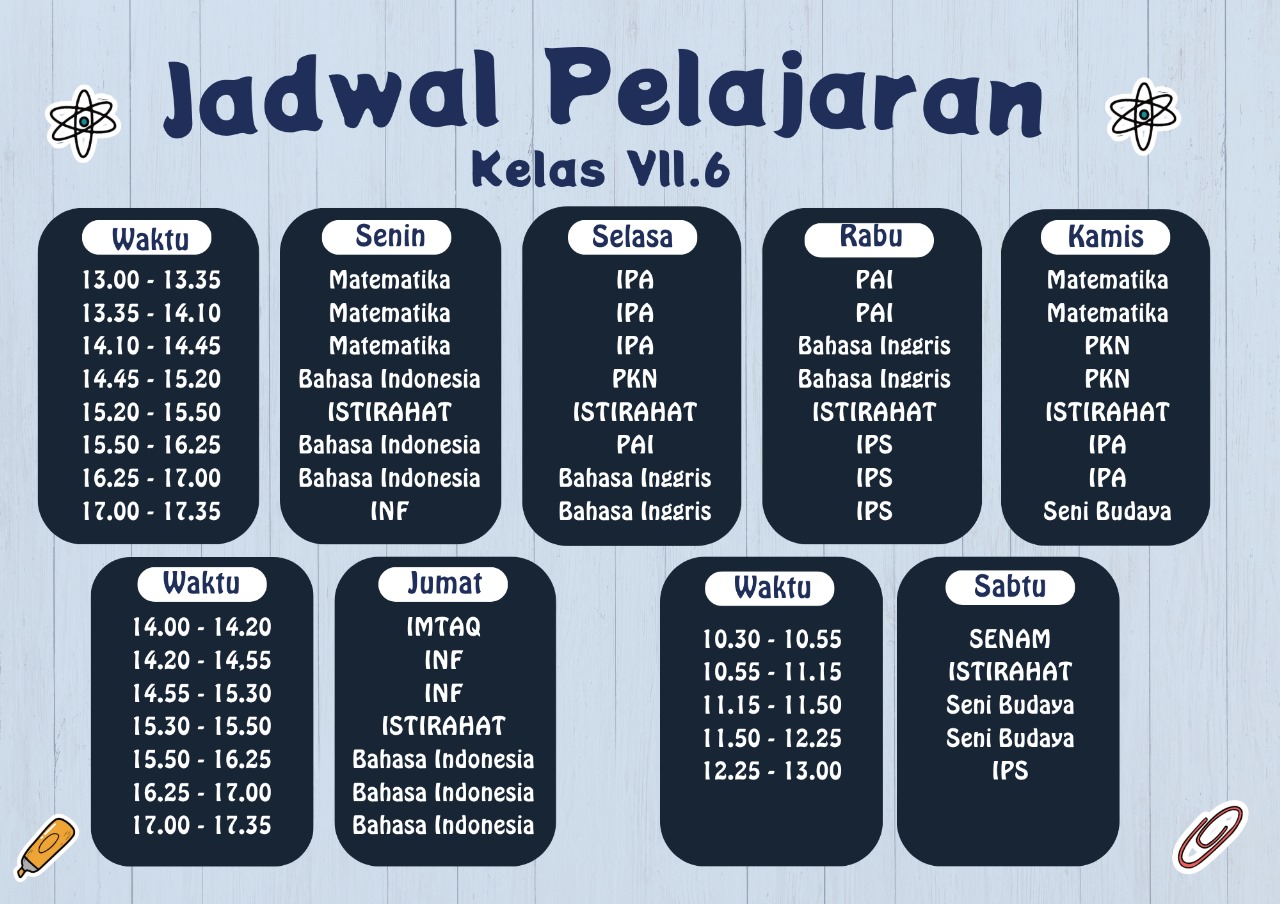 Jadwal Pelajaran
Kelas VII.6
Waktu Senin Selasa Rabu Kamis
13.00 - 13.35 Matematika IPA PAI Matematika
13.35 - 14.10 Matematika IPA PAI Matematika
14.10 - 14.45 Matematika IPA Bahasa Inggris PKN
14.45 - 15.20 Bahasa Indonesia PKN Bahasa Inggris PKN
15.20 - 15.50 ISTIRAHAT ISTIRAHAT ISTIRAHAT ISTIRAHAT
15.50 - 16.25 Bahasa Indonesia PAI IPS IPA
16.25 - 17.00 Bahasa Indonesia Bahasa Inggris IPS IPA
17.00 - 17.35 INF Bahasa Inggris IPS Seni Budaya
Waktu Jumat
14.00 - 14.20 IMTAQ
14.20 - 14,55 INF
14.55 - 15.30 INF
15.30 - 15.50 ISTIRAHAT
15.50 - 16.25 Bahasa Indonesia
16.25 - 17.00 Bahasa Indonesia
17.00 - 17.35 Bahasa Indonesia
Waktu Sabtu
10.30 - 10.55 SENAM
10.55 - 11.15 ISTIRAHAT
11.15 - 11.50 Seni Budaya
11.50 - 12.25 Seni Budaya
12.25 - 13.00 IPS